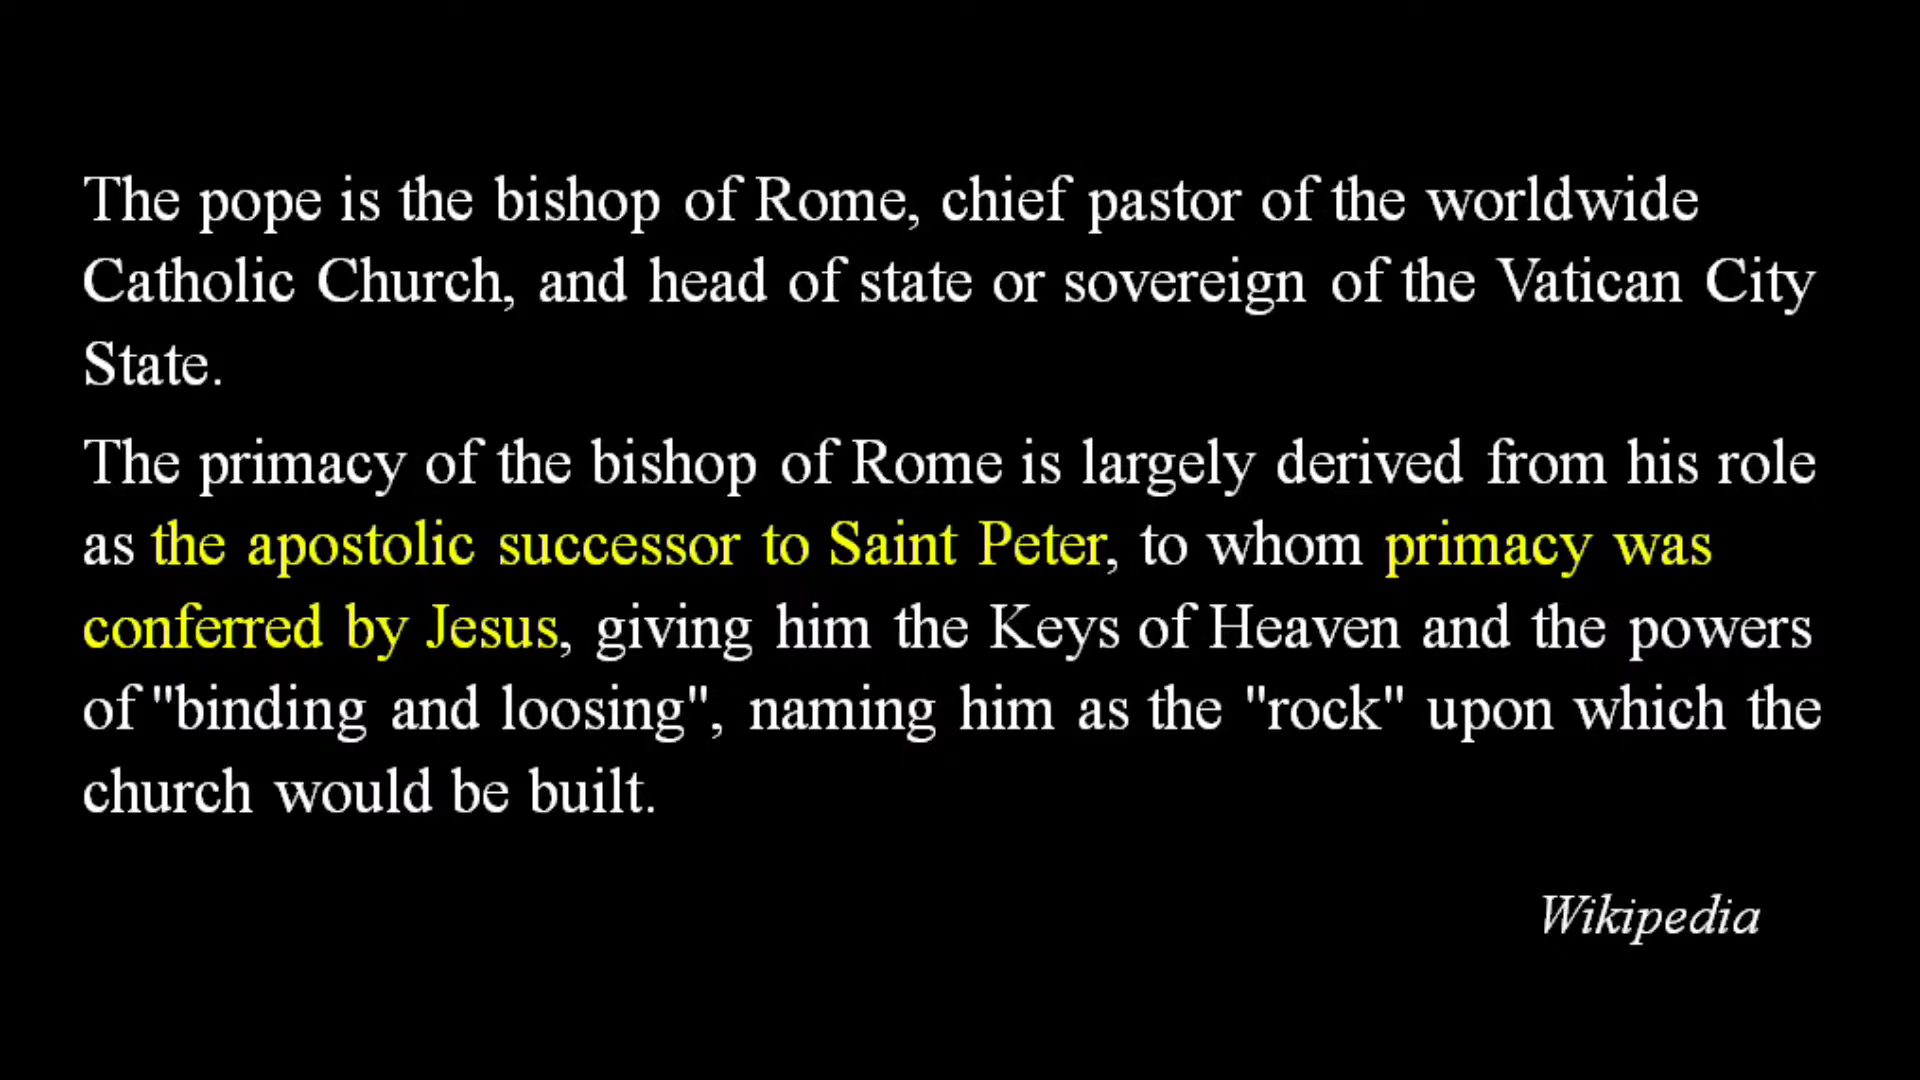 The pope is the bishop of Rome, chief pastor of the worldwide
Catholic Church, and head of state or sovereign of the Vatican City
State.
The primacy of the bishop of Rome is largely derived from his role
as the apostolic successor to Saint Peter, to whom primacy was
conferred by Jesus, giving him the Keys of Heaven and the powers
of "binding and loosing", naming him as the "rock" upon which the
church would be built.
Wikipedia